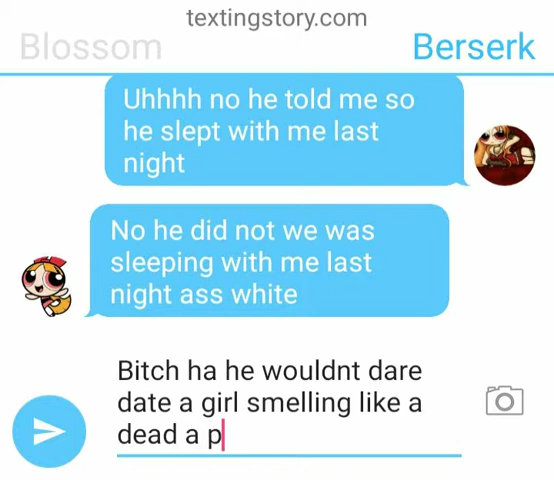 textingstory.com
Blossom
Berserk
Uhhhh no he told me so
he slept with me last
night
No he did not we was
sleeping with me last
night ass white
Bitch ha he wouldnt dare
date a girl smelling like a
dead a p